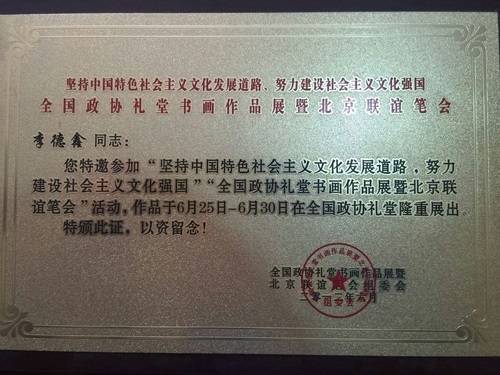 坚持中国特色社会主义文化发展道路、努力建设社会主义文化强国
全国政协礼堂书画作品展暨北京联谊笔会
李德鑫 同志：
您特邀参加“坚持中国特色社会主义文化发展道路，努力
建设社会主义文化强国”“全国政协礼堂书画作品展暨北京联
谊笔会”活动，作品于6月25日-6月30日在全国政协礼堂隆重展出。
特颁此证，以资留念！
全国政协礼堂书画作品展暨
北京联谊笔会组委会
二〇一二年六月